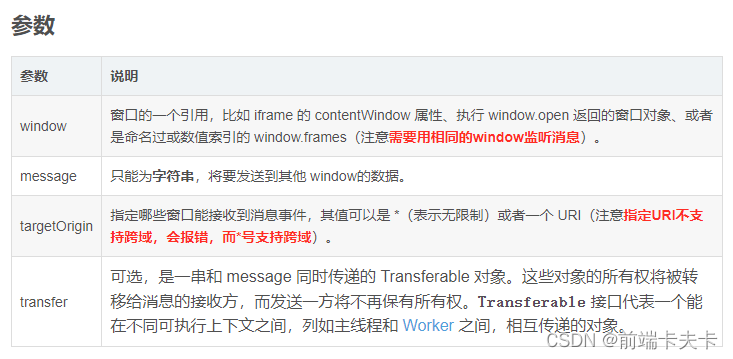 参数
参数 说明
window 窗口的一个引用，比如 iframe 的 contentWindow 属性、执行 window.open 返回的窗口对象、或者
是命名过或数值索引的 window.frames（注意需要用相同的window监听消息）。
message 只能为字符串，将要发送到其他 window的数据。
targetOrigin 指定哪些窗口能接收到消息事件，其值可以是 *（表示无限制）或者一个 URI（注意指定URI不支
持跨域，会报错，而*号支持跨域）。
可选，是一串和 message 同时传递的 Transferable 对象。这些对象的所有权将被转
transfer 移给消息的接收方，而发送一方将不再保有所有权。Transferable 接口代表一个能
在不同可执行上下文之间，列如主线程和 Worker 之间，相互传递的对象。
CSDN @前端卡夫卡